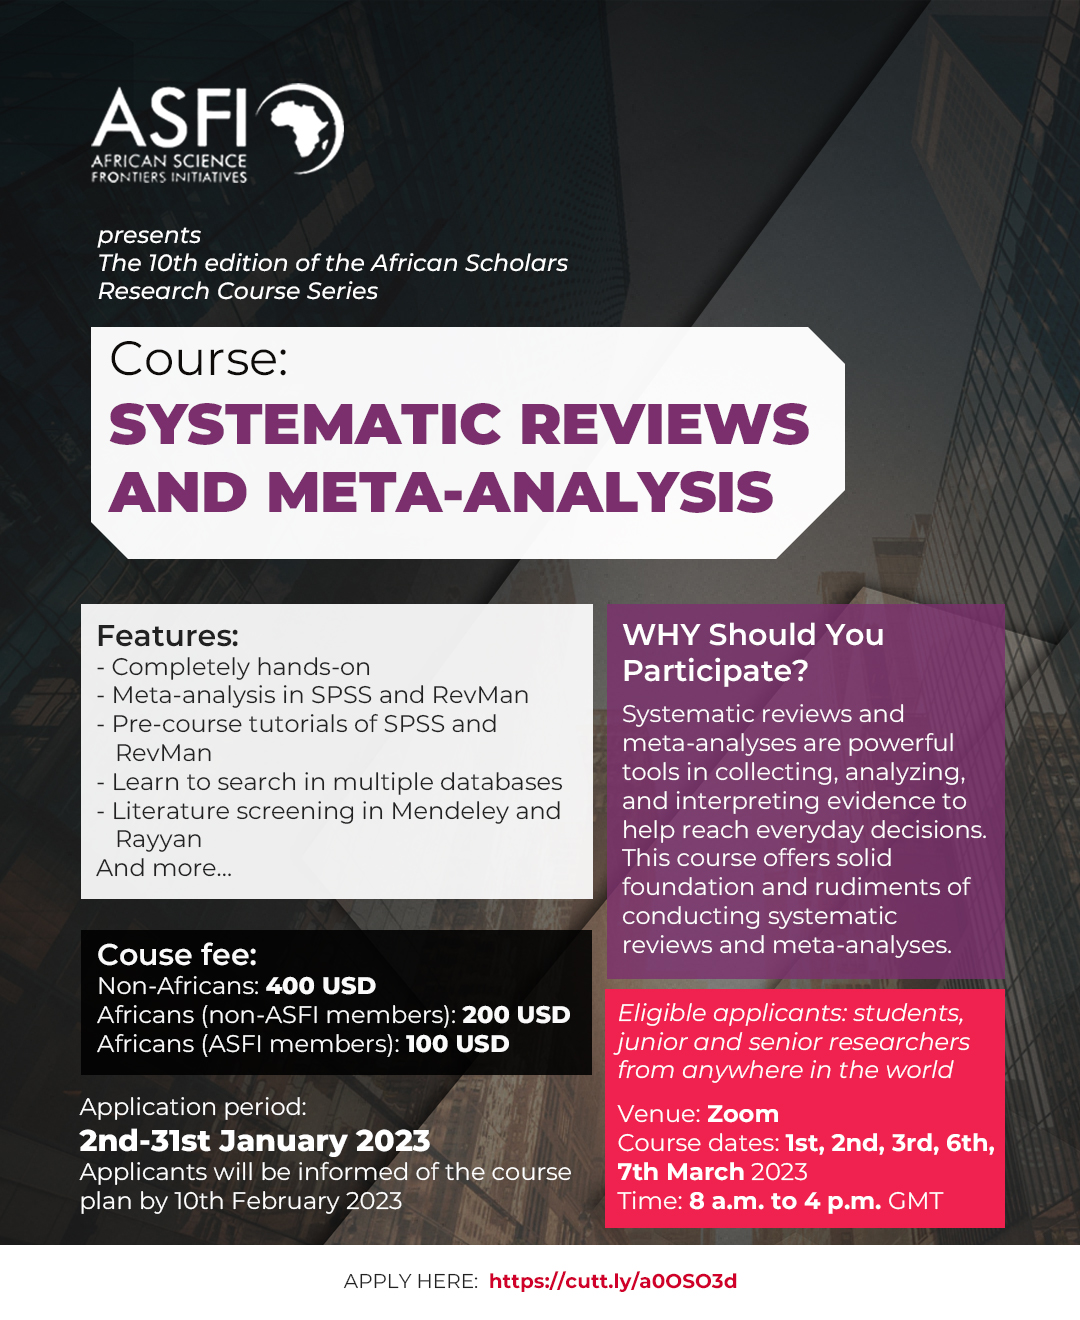 ASFI
AFRICAN SCIENCE
FRONTIERS INITIATIVES
presents
The 10th edition of the African Scholars
Research Course Series
Course:
SYSTEMATIC REVIEWS
AND META-ANALYSIS
Features:
- Completely hands-on
- Meta-analysis in SPSS and RevMan
- Pre-course tutorials of SPSS and
RevMan
- Learn to search in multiple databases
- Literature screening in Mendeley and
Rayyan
And more...
WHY Should You
Participate?
Systematic reviews and
meta-analyses are powerful
tools in collecting, analyzing,
and interpreting evidence to
help reach everyday decisions.
This course offers solid
foundation and rudiments of
conducting systematic
reviews and meta-analyses.
Couse fee:
Non-Africans: 400 USD
Africans (non-ASFI members): 200 USD
Africans (ASFI members): 100 USD
Application period:
2nd-31st January 2023
Applicants will be informed of the course
plan by 10th February 2023
Eligible applicants: students,
junior and senior researchers
from anywhere in the world
Venue: Zoom
Course dates: 1st, 2nd, 3rd, 6th,
7th March 2023
Time: 8 a.m. to 4 p.m. GMT
APPLY HERE: https://cutt.ly/a0OSO3d